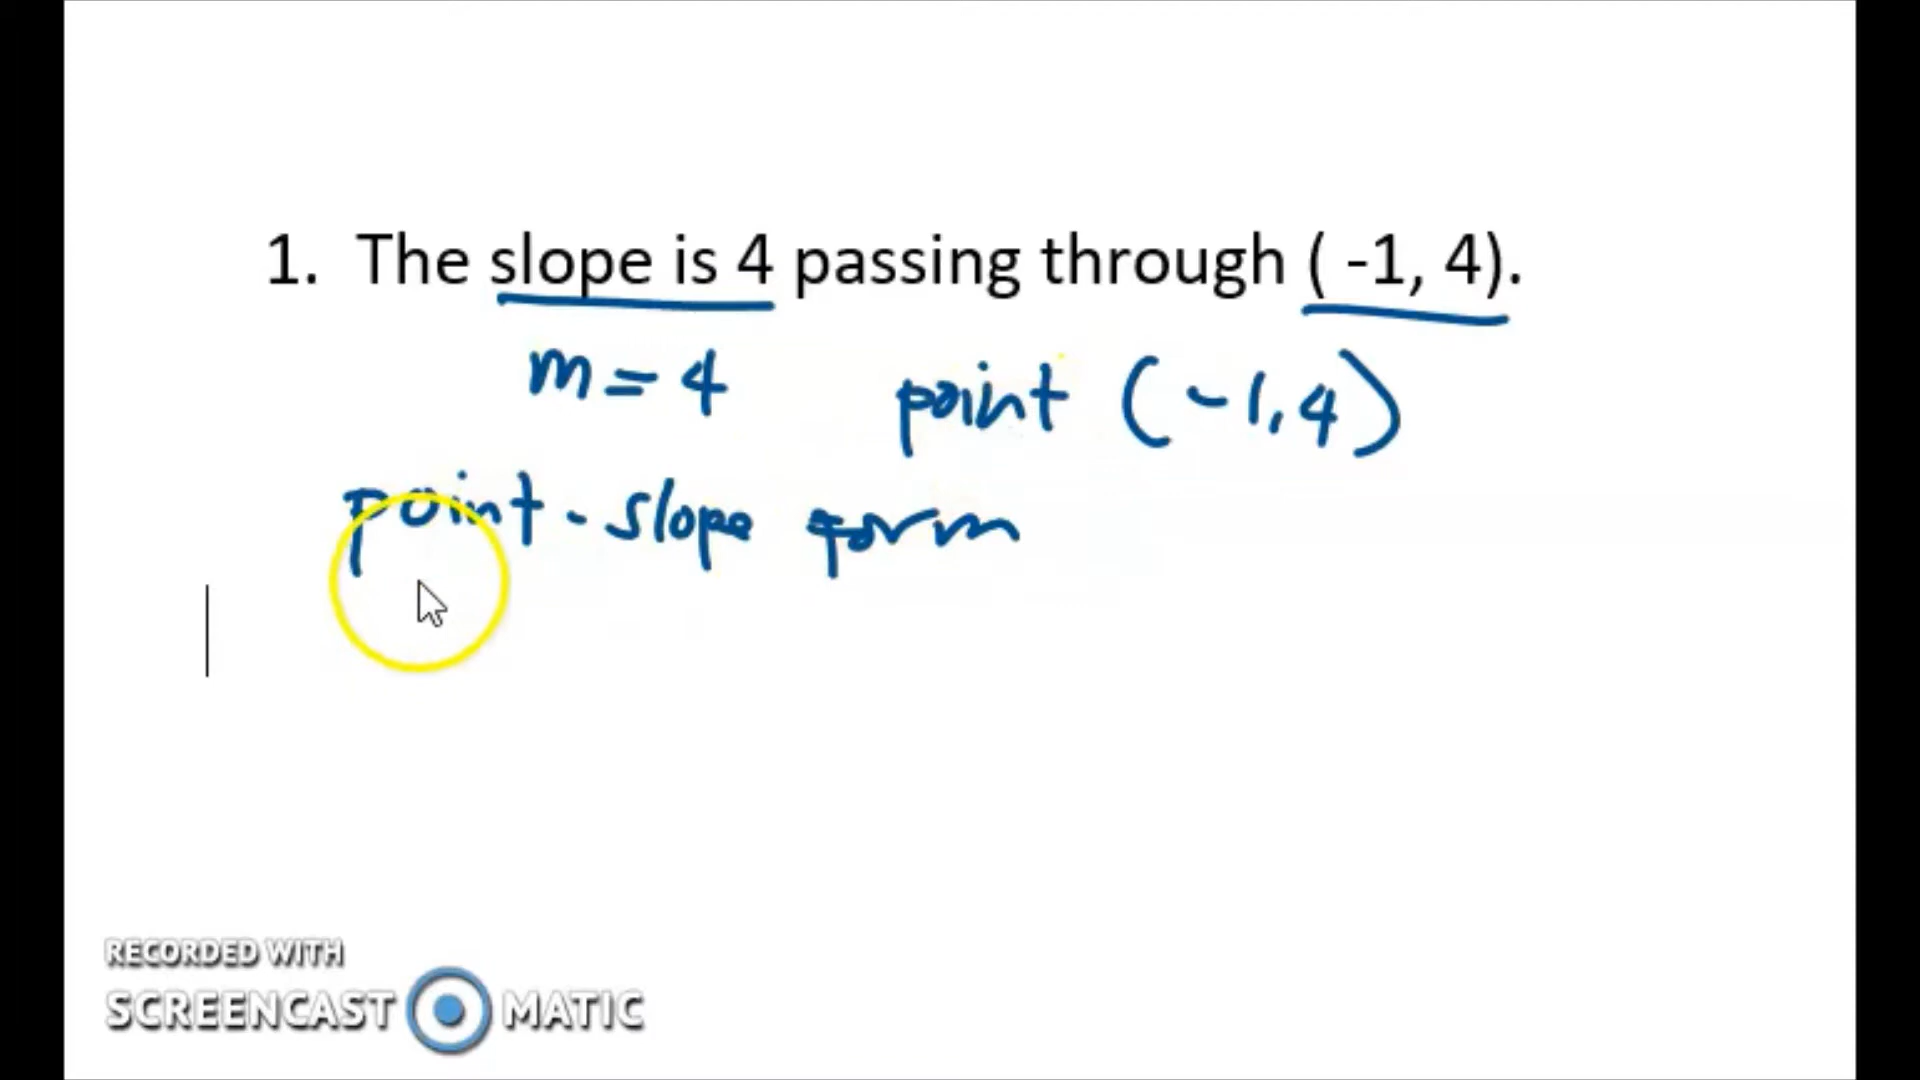 1. The slope is 4 passing through ( -1, 4).
m = 4 point (-1,4)
point - slope form
RECORDED WITH
SCREENCAST MATIC